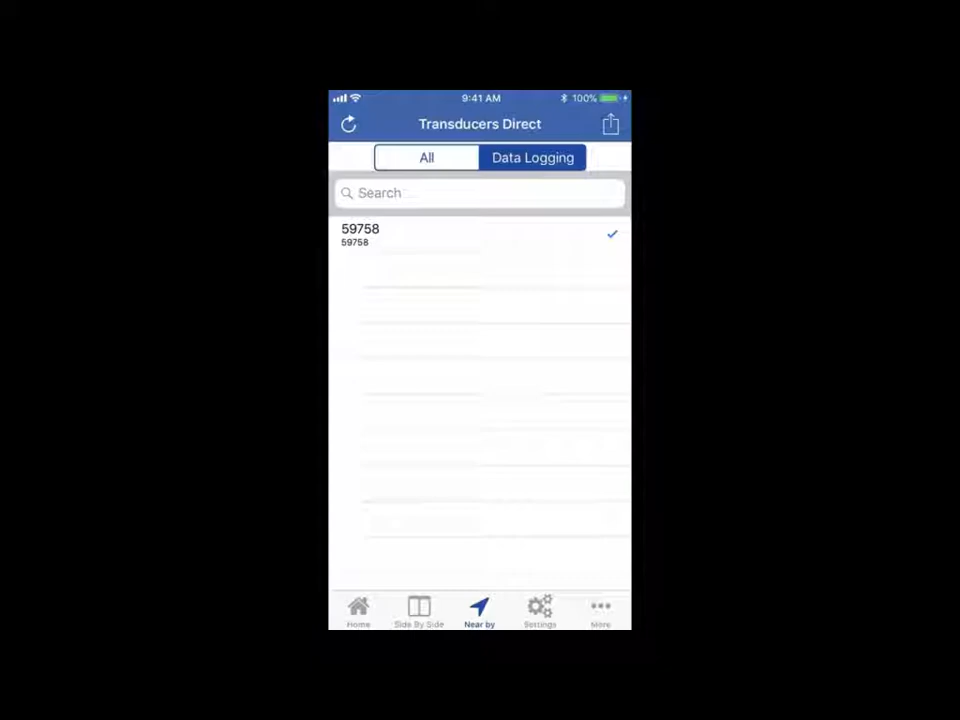 9:41 AM
100%
Transducers Direct
All
Data Logging
Search
59758
59758
Home
Side By Side
Near by
Settings
More